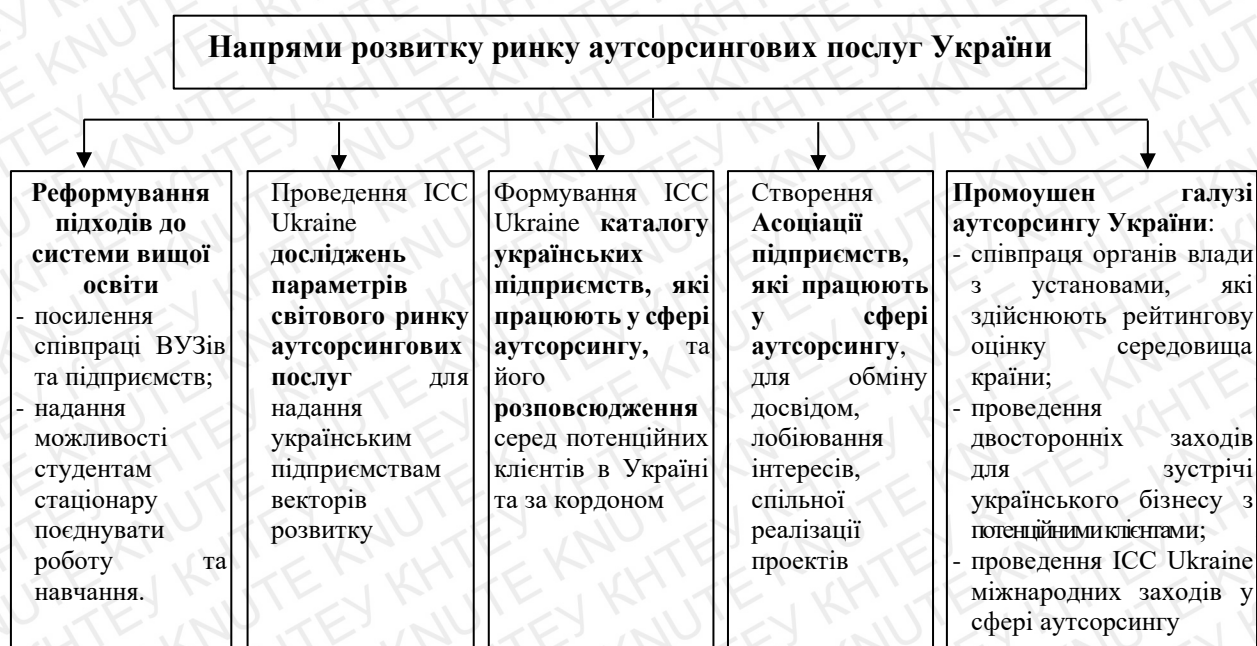 Напрями розвитку ринку аутсорсингових послуг України
Реформування
підходів до
системи вищої
освіти
- посилення
співпраці ВУЗів
та підприємств;
- надання
можливості
студентам
стаціонару
поєднувати
роботу та
навчання.
Проведення ICC
Ukraine
досліджень
параметрів
світового ринку
аутсорсингових
послуг для
надання
українським
підприємствам
векторів
розвитку
Формування ICC
Ukraine каталогу
українських
підприємств, які
працюють у сфері
аутсорсингу, та
його
розповсюдження
серед потенційних
клієнтів в Україні
та за кордоном
Створення
Асоціації
підприємств,
які працюють
у сфері
аутсорсингу,
для обміну
досвідом,
лобіювання
інтересів,
спільної
реалізації
проектів
Промоушен галузі
аутсорсингу України:
- співпраця органів влади
з установами, які
здійснюють рейтингову
оцінку середовища
країни;
- проведення
двосторонніх заходів
для зустрічі
українського бізнесу з
потенційними клієнтами;
- проведення ICC Ukraine
міжнародних заходів у
сфері аутсорсингу